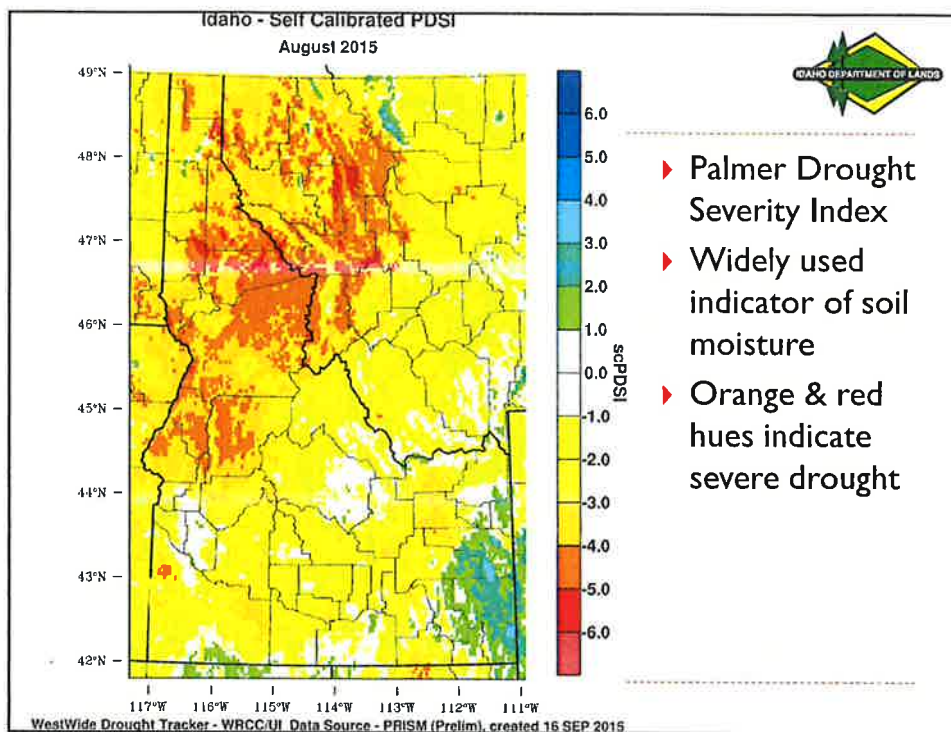 Idaho - Self Calibrated PDSI
August 2015
49°N
48°N
47°N
46°N
45°N
44°N
43°N
42°N
117°W 116°W 115°W 114°W 113°W 112°W 111°W
6.0
5.0
4.0
3.0
2.0
1.0
0.0
-1.0
-2.0
-3.0
-4.0
-5.0
-6.0
scPDSI
WestWide Drought Tracker - WRCC/UI Data Source - PRISM (Prelim), created 16 SEP 2015
IDAHO DEPARTMENT OF LANDS
Palmer Drought
Severity Index
Widely used
indicator of soil
moisture
Orange & red
hues indicate
severe drought